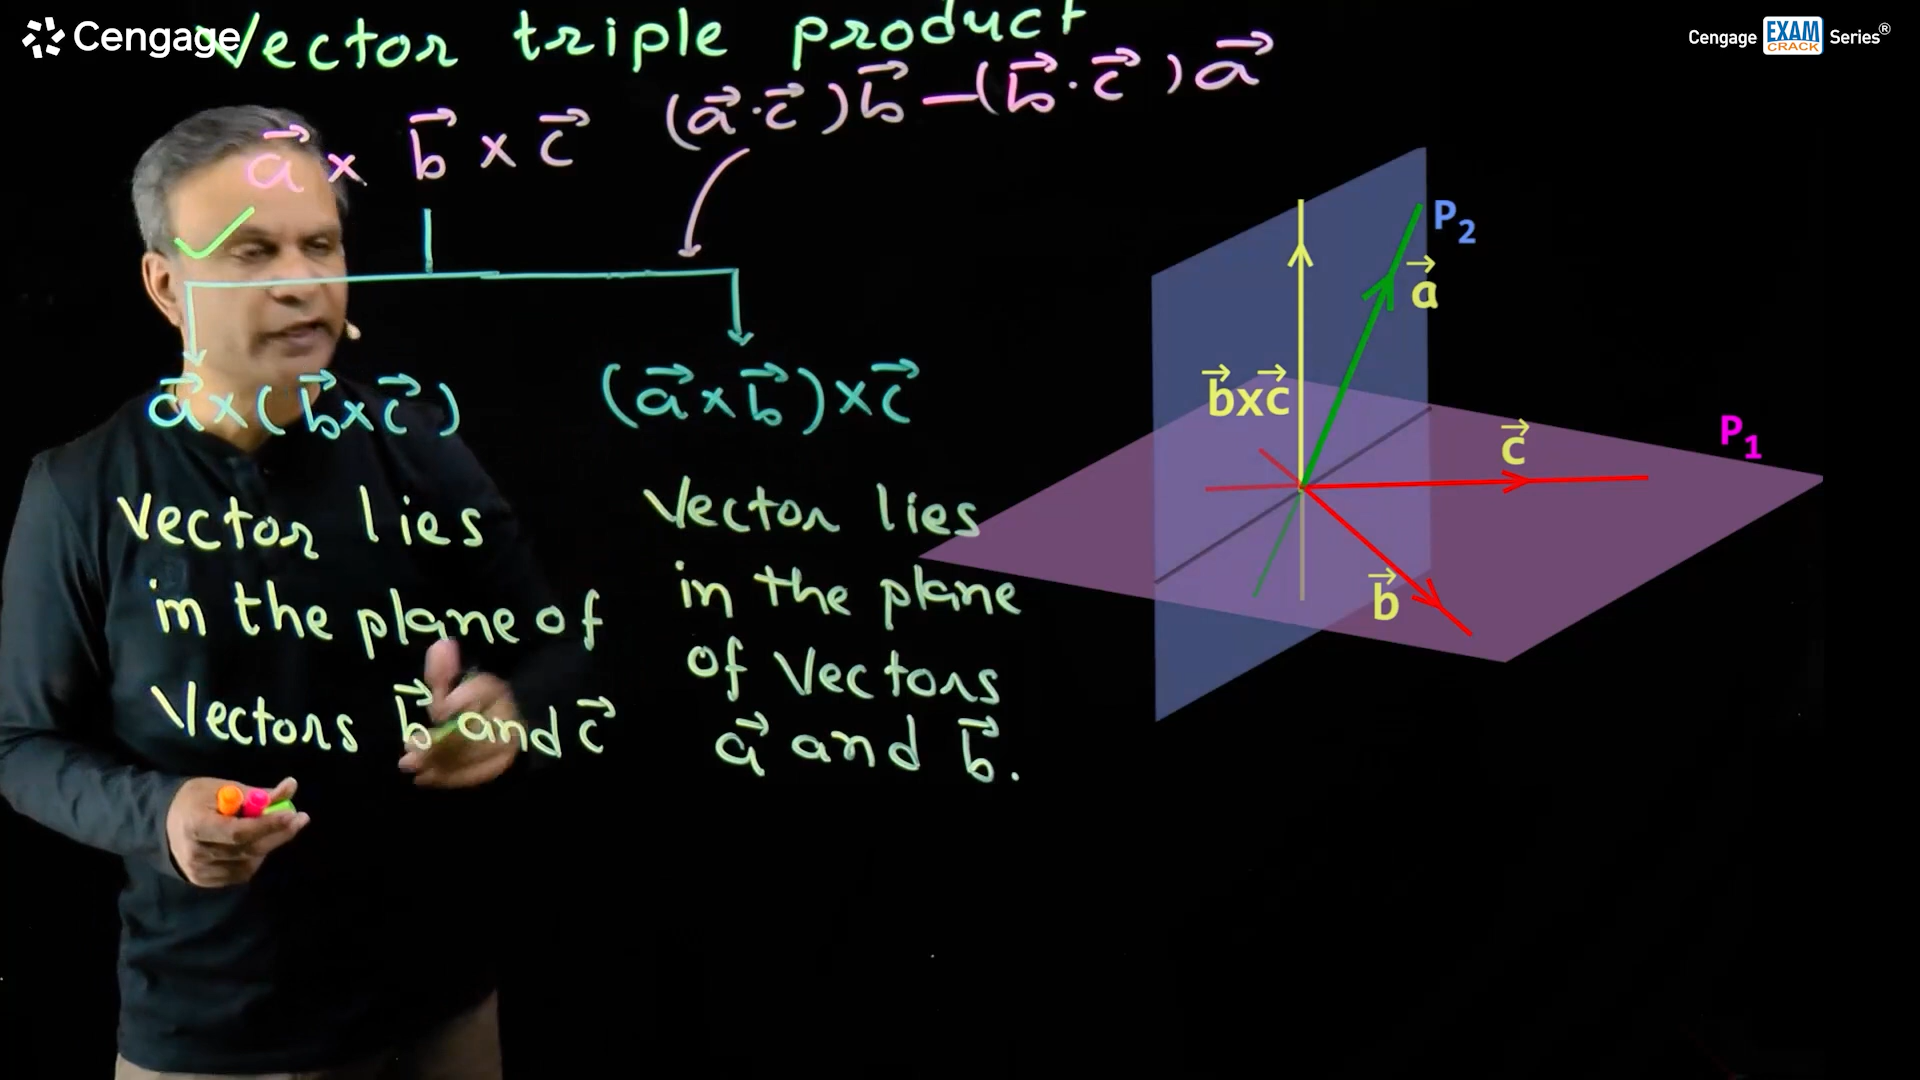 Cengage
Cengage EXAM CRACK Series®
Vector triple product
a⃗ × b⃗ × c⃗
(a⃗·c⃗)b⃗ − (b⃗·c⃗)a⃗
a⃗×(b⃗×c⃗)
Vector lies
in the plane of
Vectors b⃗ and c⃗
(a⃗×b⃗)×c⃗
Vector lies
in the plane
of Vectors
a⃗ and b⃗.
P₂
a⃗
b⃗xc⃗
P₁
c⃗
b⃗